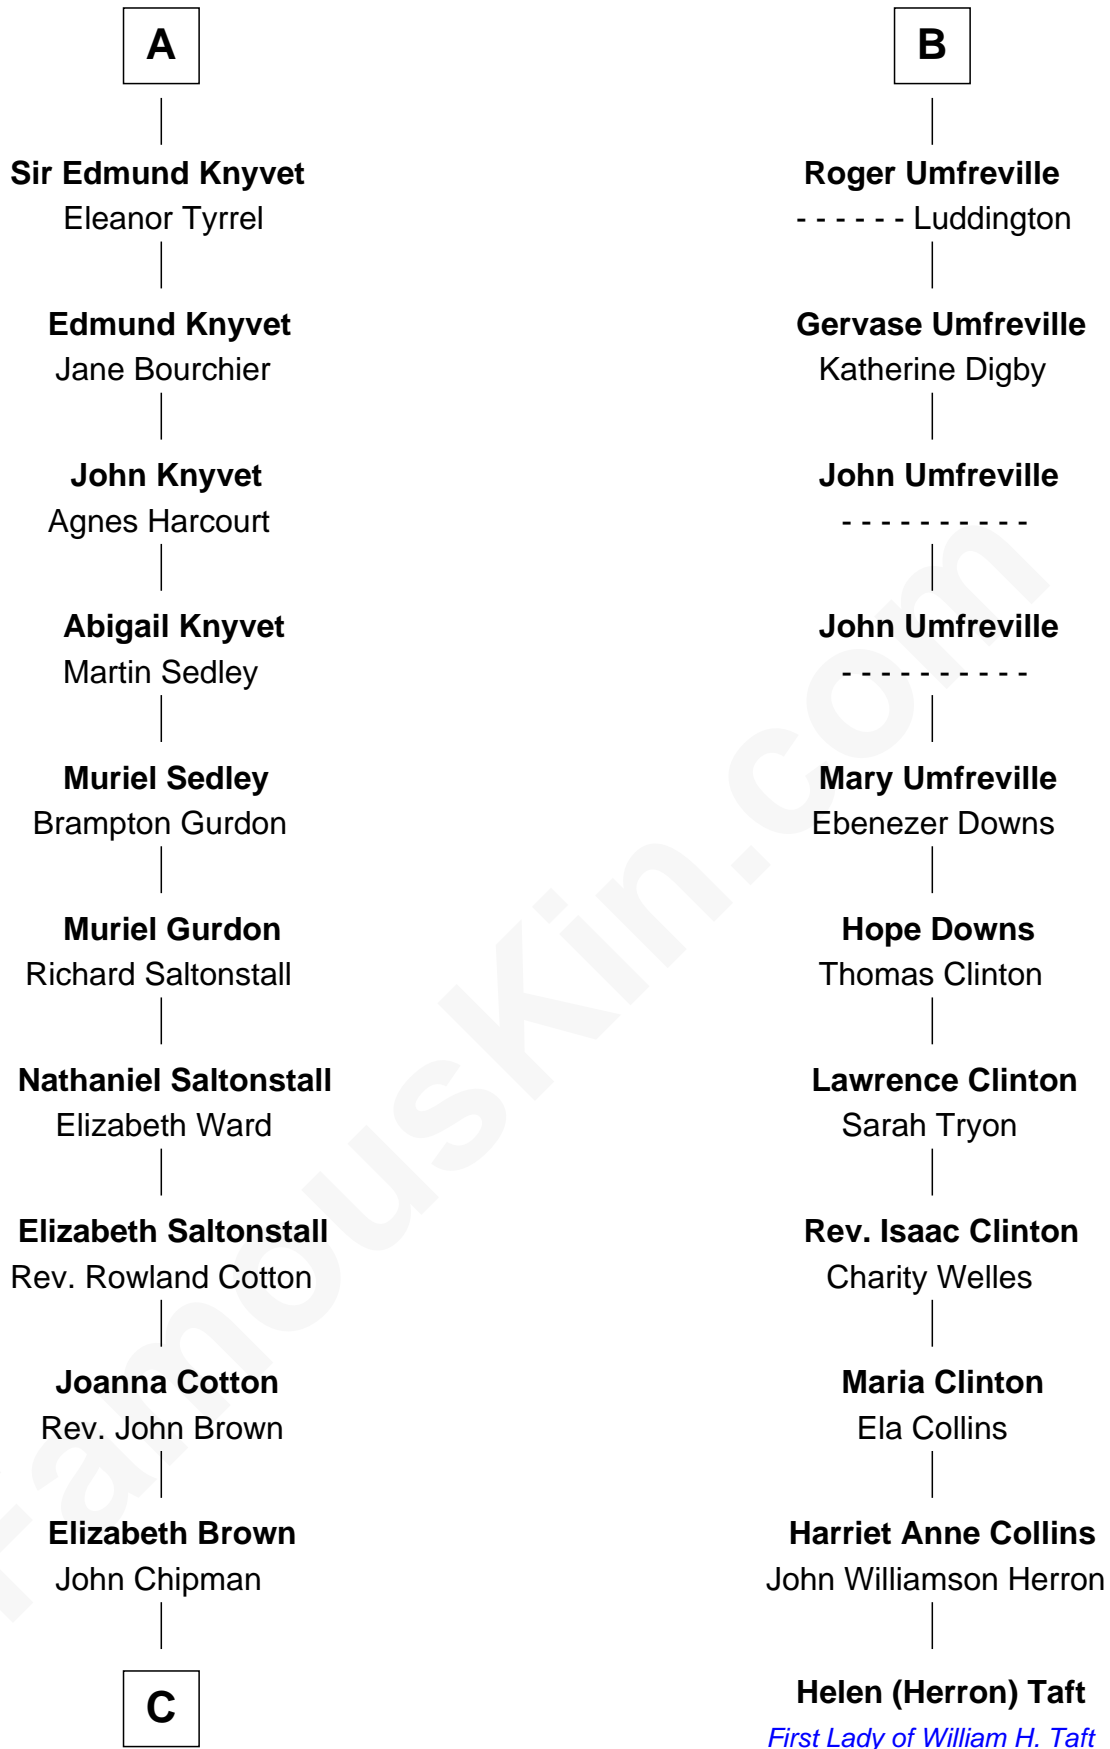 A
Sir Edmund Knyvet
Eleanor Tyrrel
Edmund Knyvet
Jane Bourchier
John Knyvet
Agnes Harcourt
Abigail Knyvet
Martin Sedley
Muriel Sedley
Brampton Gurdon
Muriel Gurdon
Richard Saltonstall
Nathaniel Saltonstall
Elizabeth Ward
Elizabeth Saltonstall
Rev. Rowland Cotton
Joanna Cotton
Rev. John Brown
Elizabeth Brown
John Chipman
C
B
Roger Umfreville
- - - - - - Luddington
Gervase Umfreville
Katherine Digby
John Umfreville
- - - - - - - - - -
John Umfreville
- - - - - - - - - -
Mary Umfreville
Ebenezer Downs
Hope Downs
Thomas Clinton
Lawrence Clinton
Sarah Tryon
Rev. Isaac Clinton
Charity Welles
Maria Clinton
Ela Collins
Harriet Anne Collins
John Williamson Herron
Helen (Herron) Taft
First Lady of William H. Taft
FamousKin.com